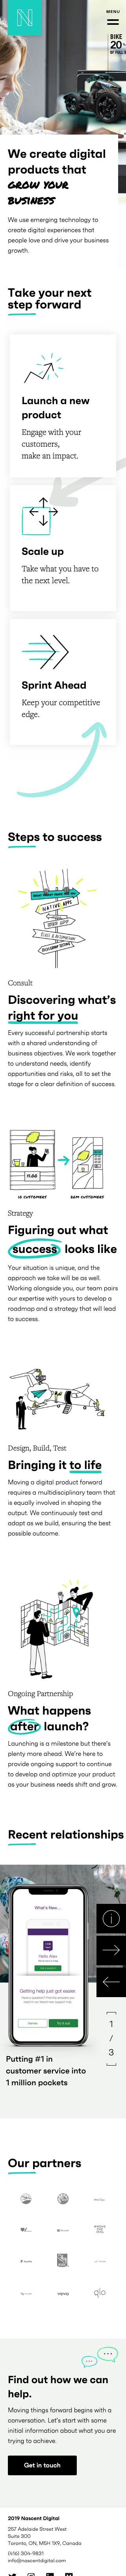 N
MENU
BIKE
20
We create digital
products that
GROW YOUR
BUSINESS
We use emerging technology to
create digital experiences that
people love and drive your business
growth.
Take your next
step forward
Launch a new
product
Engage with your
customers,
make an impact.
Scale up
Take what you have to
the next level.
Sprint Ahead
Keep your competitive
edge.
Steps to success
NATIVE APPS
WEB APP
Consult
Discovering what's
right for you
Every successful partnership starts
with a shared understanding of
business objectives. We work together
to understand needs, identify
opportunities and risks, all to set the
stage for a clear definition of success.
10 CUSTOMERS
Strategy
Figuring out what
success looks like
Your situation is unique, and the
approach we take will be as well.
Working alongside you, our team pairs
our expertise with yours to develop a
roadmap and a strategy that will lead
to success.
Design, Build, Test
Bringing it to life
Moving a digital product forward
requires a multidisciplinary team that
is equally involved in shaping the
output. We continuously test and
adapt as we build, ensuring the best
possible outcome.
Ongoing Partnership
What happens
after launch?
Launching is a milestone but there's
plenty more ahead. We're here to
provide ongoing support to continue
to develop and optimize your product
as your business needs shift and grow.
Recent relationships
What's New...
Hello Alex
Getting help just got easier.
Putting #1 in
customer service into
1 million pockets
1
/
3
Our partners
glo
Find out how we can
help.
Moving things forward begins with a
conversation. Let's start with some
initial information about what you are
trying to achieve.
Get in touch
2019 Nascent Digital
257 Adelaide Street West
Suite 300
Toronto, ON, M5H 1X9, Canada
(416) 304-9831
info@nascentdigital.com